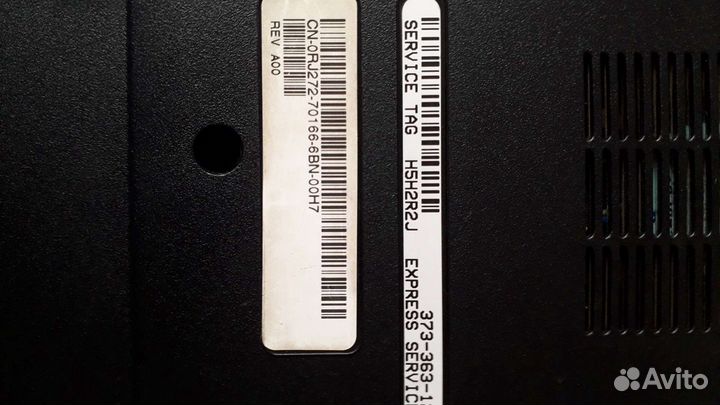 CN-0RJ272-70166-6BN-00H7
REV A00
SERVICE TAG H5H2R2J EXPRESS SERVIC
373-363-1
Avito